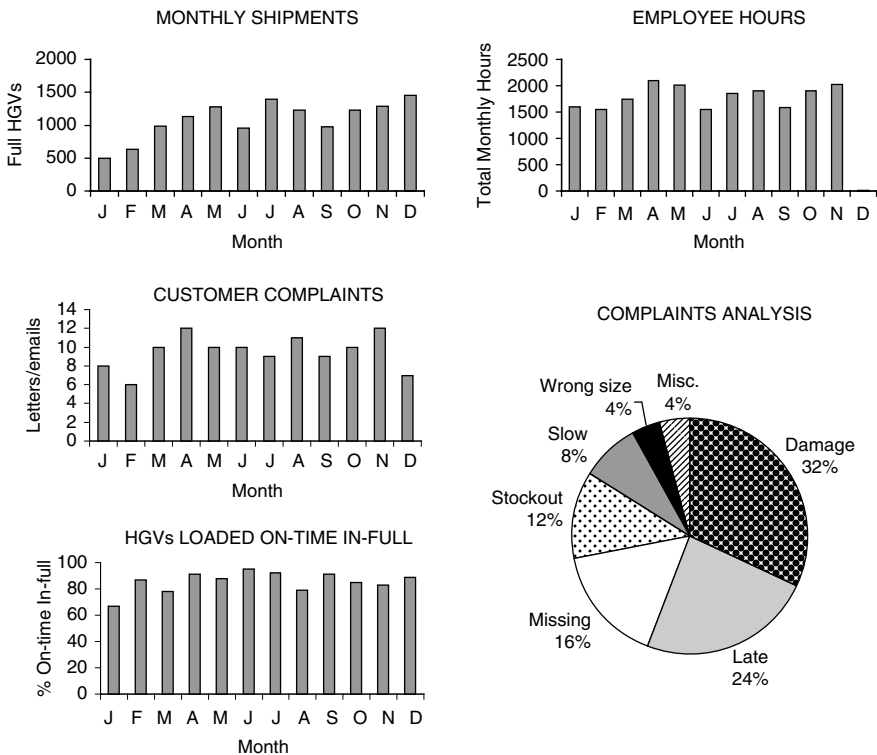 MONTHLY SHIPMENTS
Full HGVs
2000
1500
1000
500
0
J F M A M J J A S O N D
Month
EMPLOYEE HOURS
Total Monthly Hours
2500
2000
1500
1000
500
0
J F M A M J J A S O N D
Month
CUSTOMER COMPLAINTS
Letters/emails
14
12
10
8
6
4
2
0
J F M A M J J A S O N D
Month
HGVs LOADED ON-TIME IN-FULL
% On-time In-full
100
80
60
40
20
0
J F M A M J J A S O N D
Month
COMPLAINTS ANALYSIS
Wrong size
4%
Misc.
4%
Slow
8%
Damage
32%
Stockout
12%
Missing
16%
Late
24%